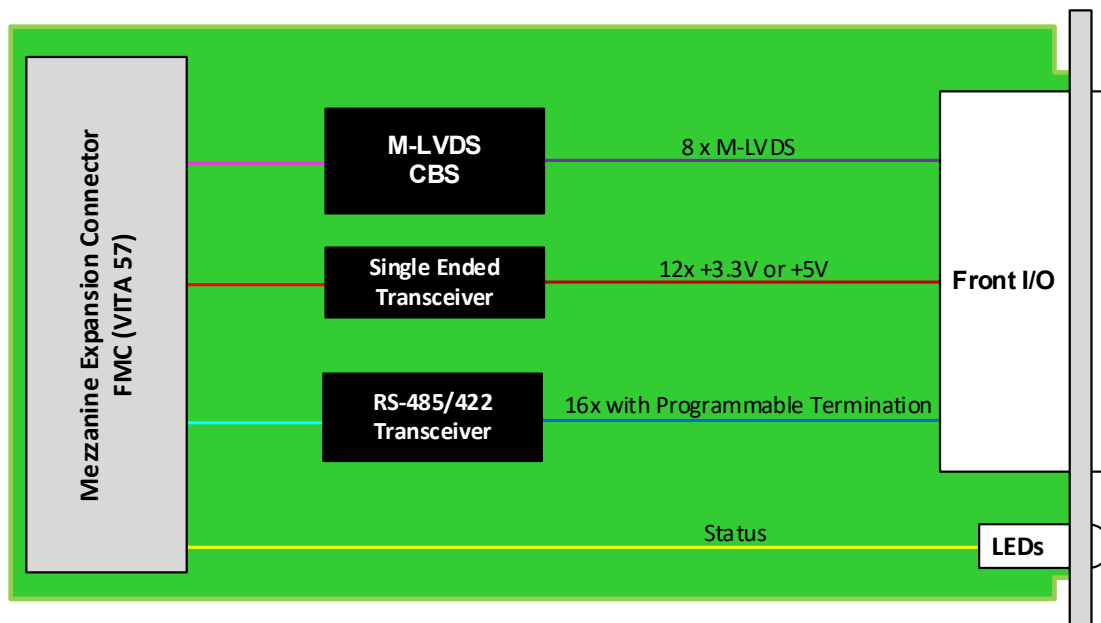 Mezzanine Expansion Connector
FMC (VITA 57)
M-LVDS
CBS
8 x M-LVDS
Single Ended
Transceiver
12x +3.3V or +5V
Front I/O
RS-485/422
Transceiver
16x with Programmable Termination
Status
LEDs